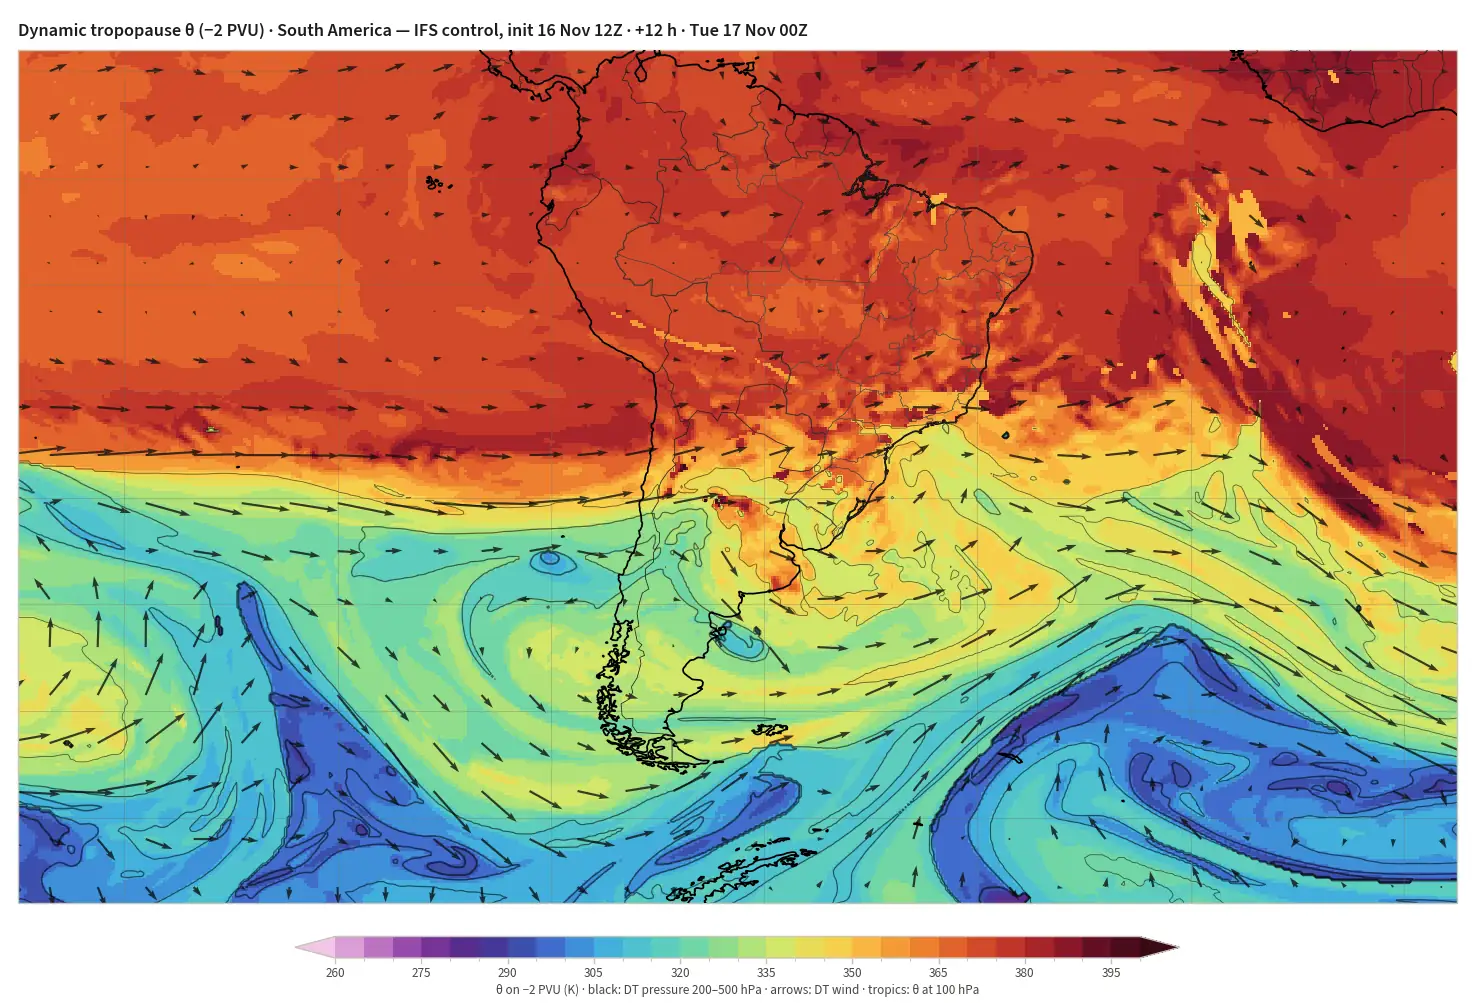 Dynamic tropopause θ (−2 PVU) · South America — IFS control, init 16 Nov 12Z · +12 h · Tue 17 Nov 00Z
260 275 290 305 320 335 350 365 380 395
θ on −2 PVU (K) · black: DT pressure 200–500 hPa · arrows: DT wind · tropics: θ at 100 hPa